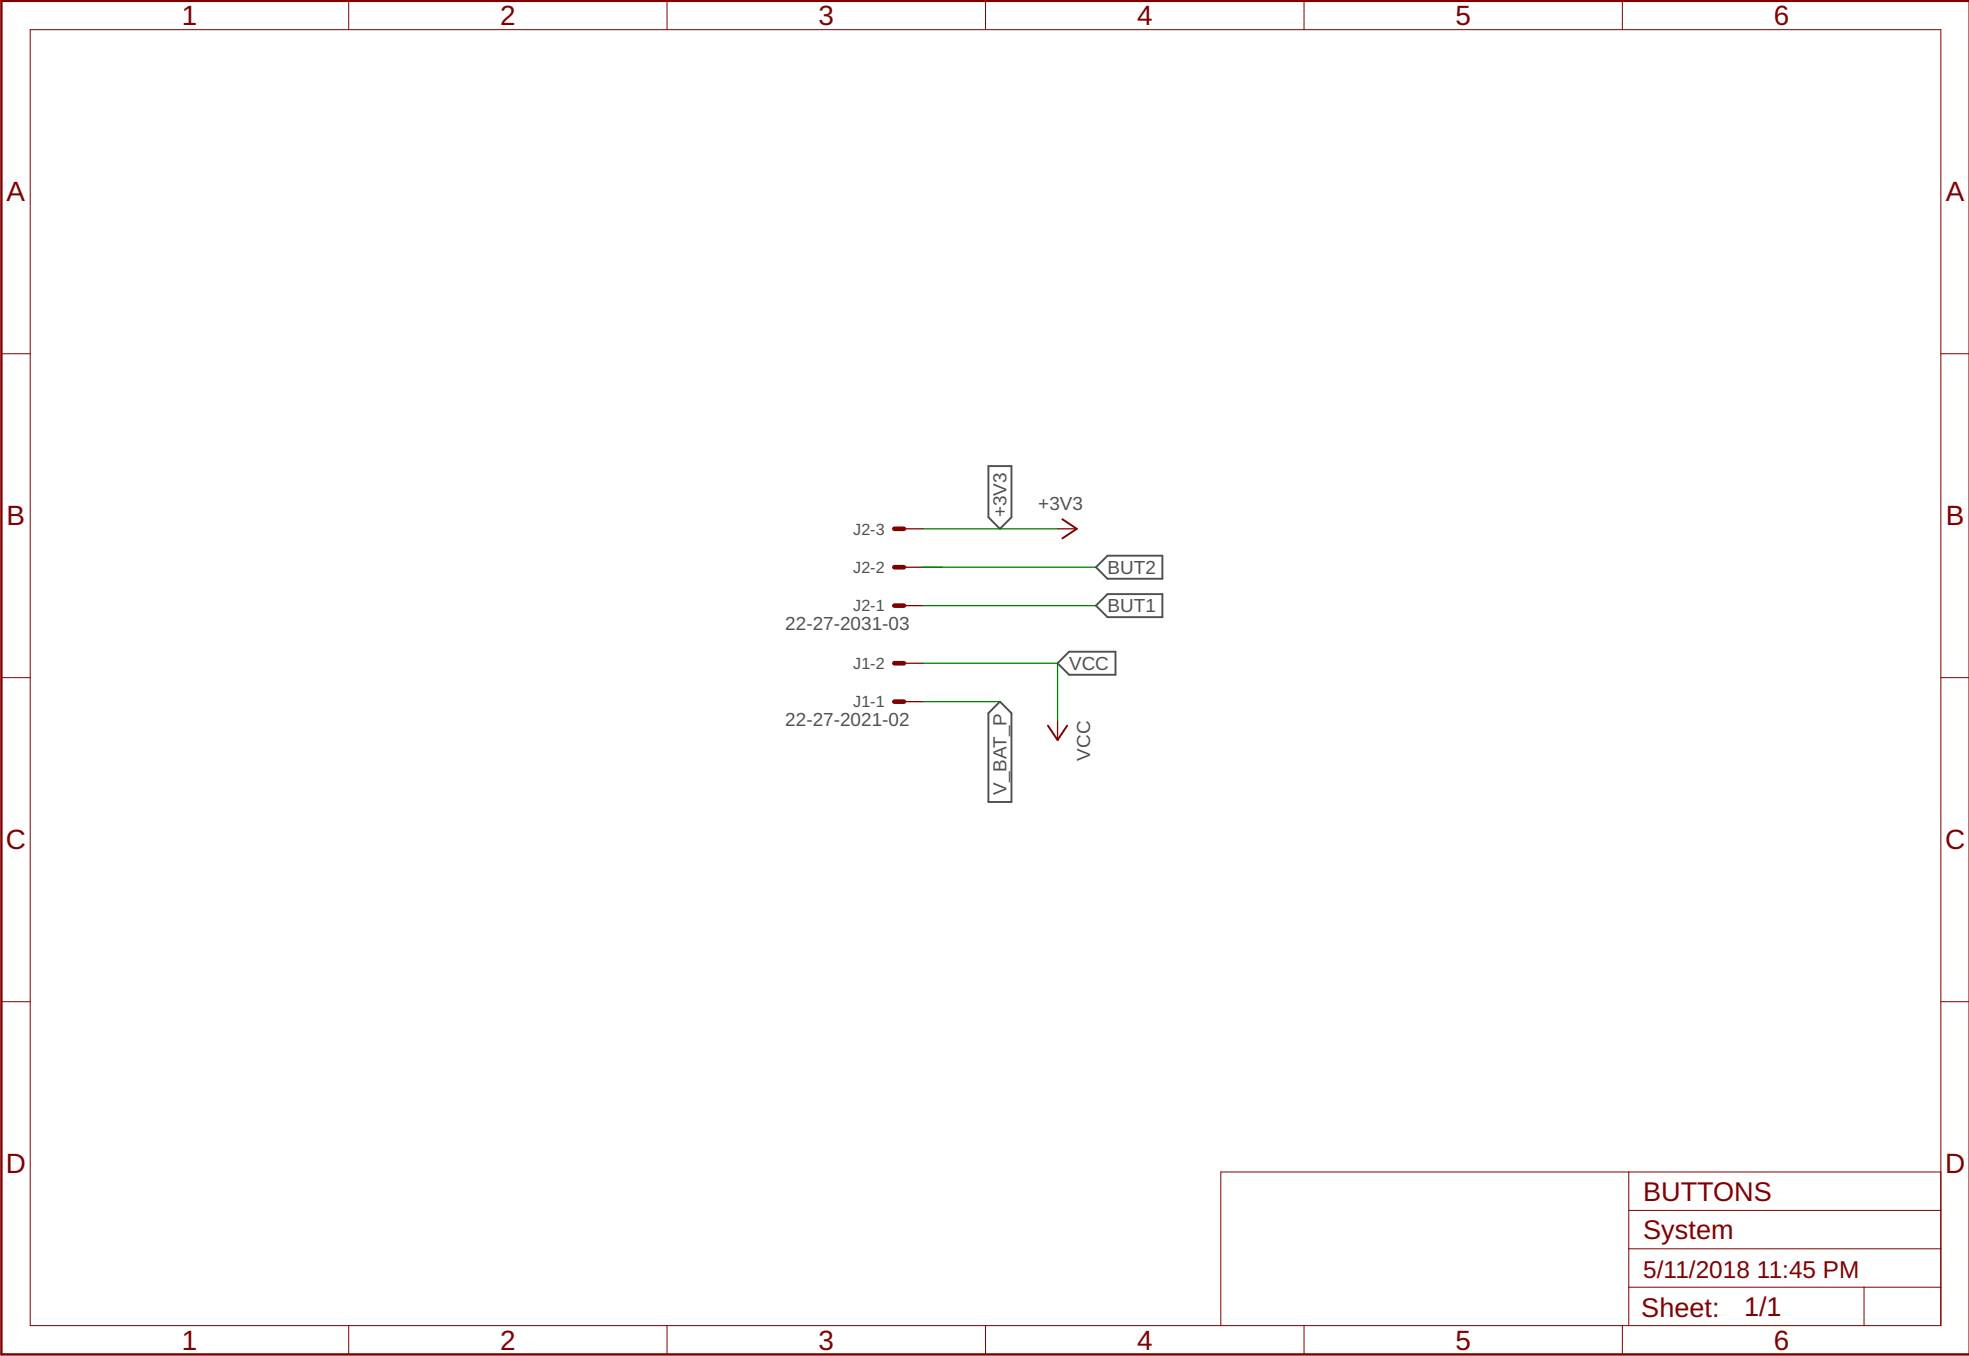 1 2 3 4 5 6
A A
+3V3
+3V3
J2-3
B B
J2-2 BUT2
J2-1 BUT1
22-27-2031-03
J1-2 VCC
J1-1
22-27-2021-02
V_BAT_P
VCC
C C
D D
BUTTONS
System
5/11/2018 11:45 PM
Sheet: 1/1
1 2 3 4 5 6